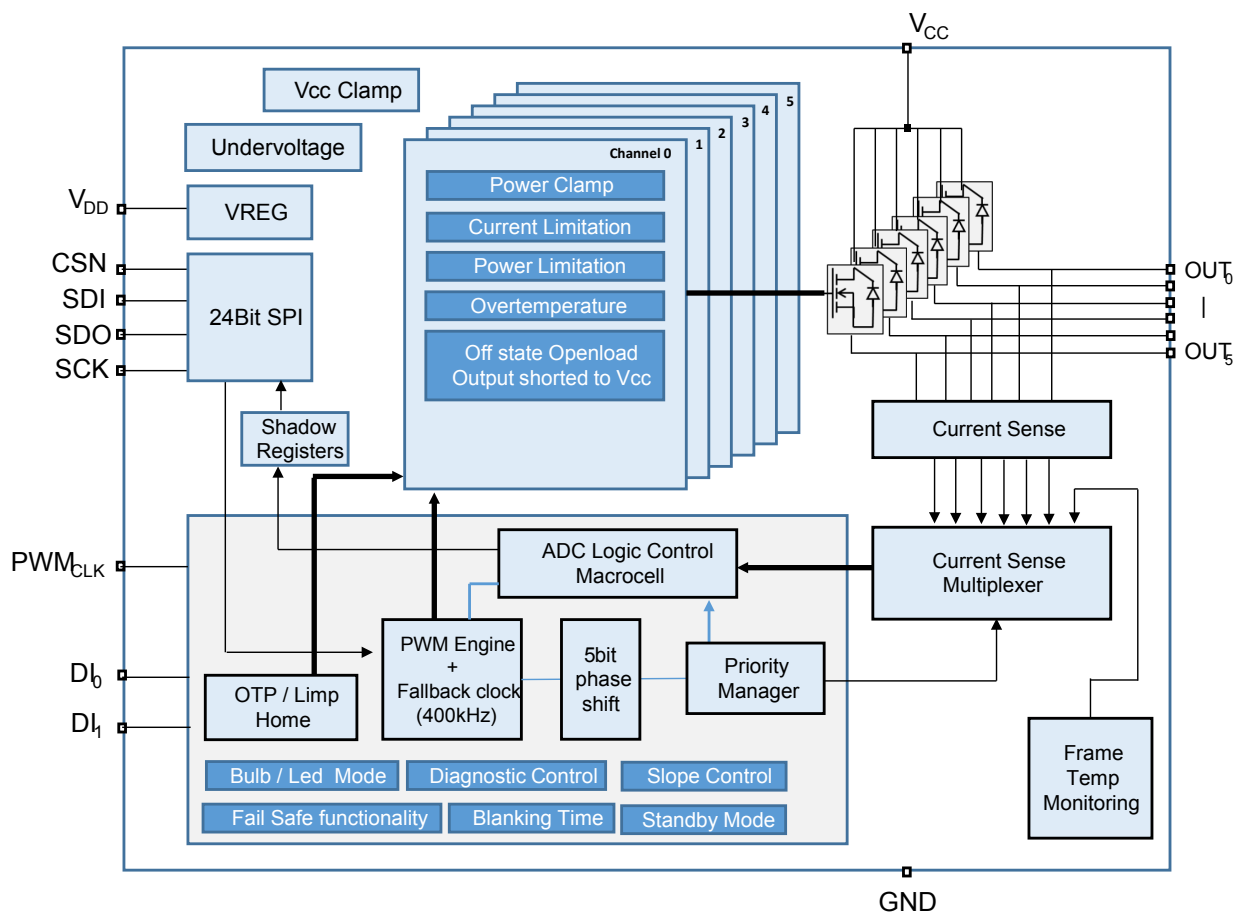 VCC
Vcc Clamp
Undervoltage
VDD
VREG
CSN
SDI
SDO
SCK
24Bit SPI
Shadow
Registers
5
4
3
2
1
Channel 0
Power Clamp
Current Limitation
Power Limitation
Overtemperature
Off state Openload
Output shorted to Vcc
OUT0
|
OUT5
Current Sense
Current Sense
Multiplexer
PWMCLK
ADC Logic Control
Macrocell
DI0
DI1
OTP / Limp
Home
PWM Engine
+
Fallback clock
(400kHz)
5bit
phase
shift
Priority
Manager
Frame
Temp
Monitoring
Bulb / Led Mode
Diagnostic Control
Slope Control
Fail Safe functionality
Blanking Time
Standby Mode
GND